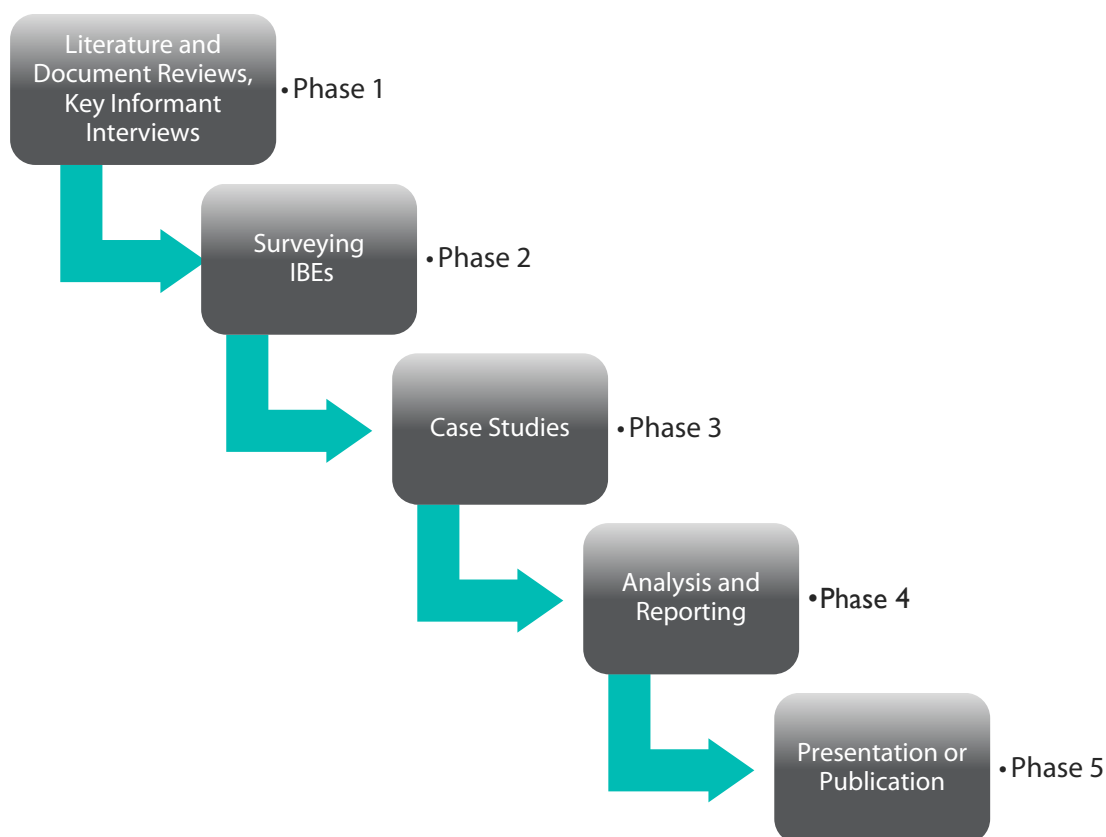 Literature and
Document Reviews,
Key Informant
Interviews
• Phase 1
Surveying
IBEs
• Phase 2
Case Studies
• Phase 3
Analysis and
Reporting
• Phase 4
Presentation or
Publication
• Phase 5